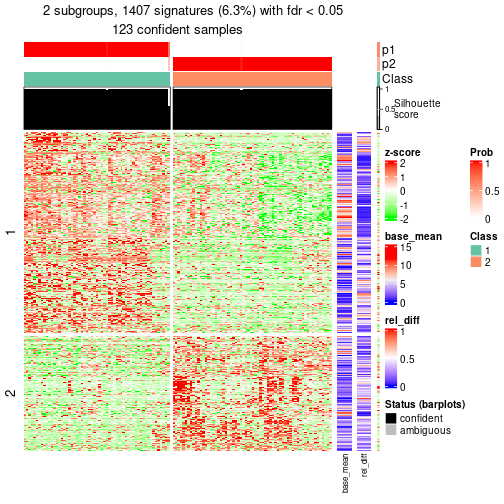 2 subgroups, 1407 signatures (6.3%) with fdr < 0.05
123 confident samples
p1
p2
Class
1
0.5
0
Silhouette
score
1
2
z-score
2
1
0
-1
-2
Prob
1
0.5
0
base_mean
15
10
5
0
Class
1
2
rel_diff
1
0.5
0
Status (barplots)
confident
ambiguous
base_mean
rel_diff